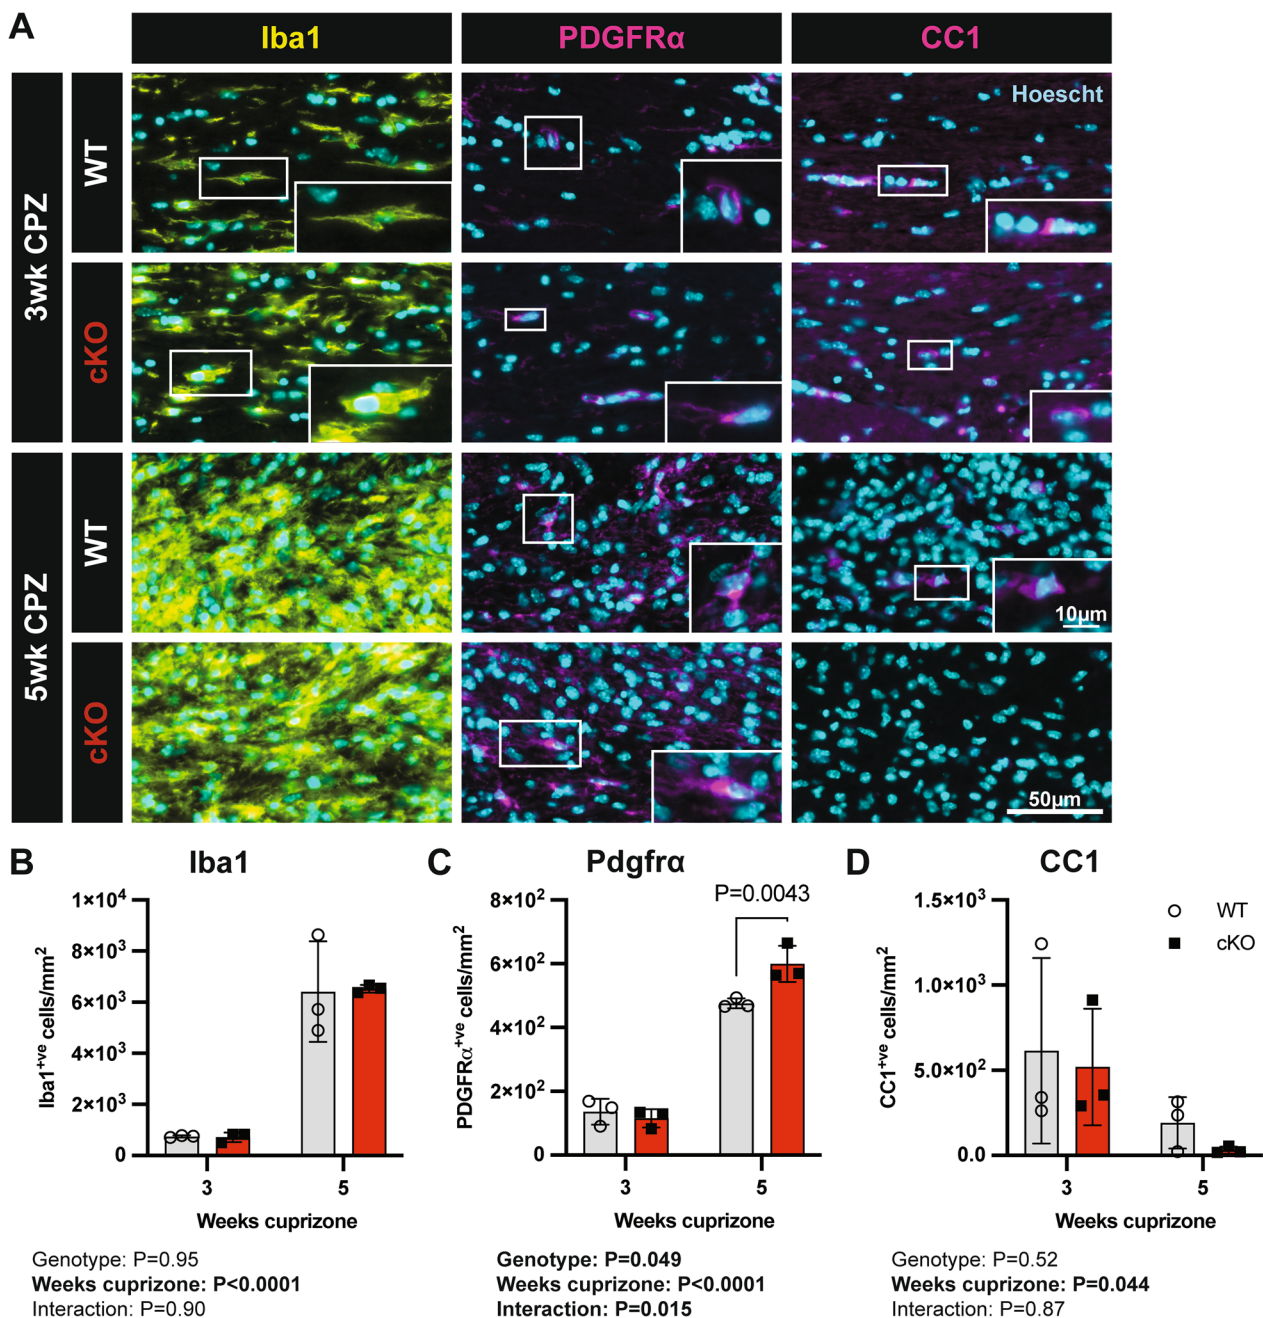 A
Iba1
PDGFRα
CC1
3wk CPZ
WT
Hoescht
cKO
5wk CPZ
WT
10µm
cKO
50µm
B
Iba1
1×10⁴
8×10³
6×10³
4×10³
2×10³
0
Iba1⁺ᵛᵉ cells/mm²
3
5
Weeks cuprizone
Genotype: P=0.95
Weeks cuprizone: P<0.0001
Interaction: P=0.90
C
Pdgfrα
P=0.0043
8×10²
6×10²
4×10²
2×10²
0
PDGFRα⁺ᵛᵉ cells/mm²
3
5
Weeks cuprizone
Genotype: P=0.049
Weeks cuprizone: P<0.0001
Interaction: P=0.015
D
CC1
1.5×10³
1.0×10³
5.0×10²
0.0
CC1⁺ᵛᵉ cells/mm²
WT
cKO
3
5
Weeks cuprizone
Genotype: P=0.52
Weeks cuprizone: P=0.044
Interaction: P=0.87